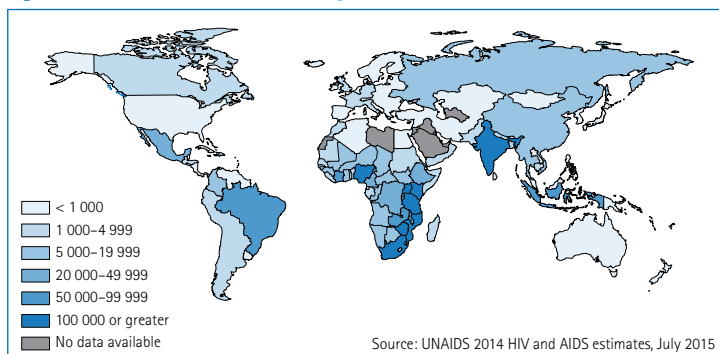 < 1 000
1 000–4 999
5 000–19 999
20 000–49 999
50 000–99 999
100 000 or greater
No data available
Source: UNAIDS 2014 HIV and AIDS estimates, July 2015